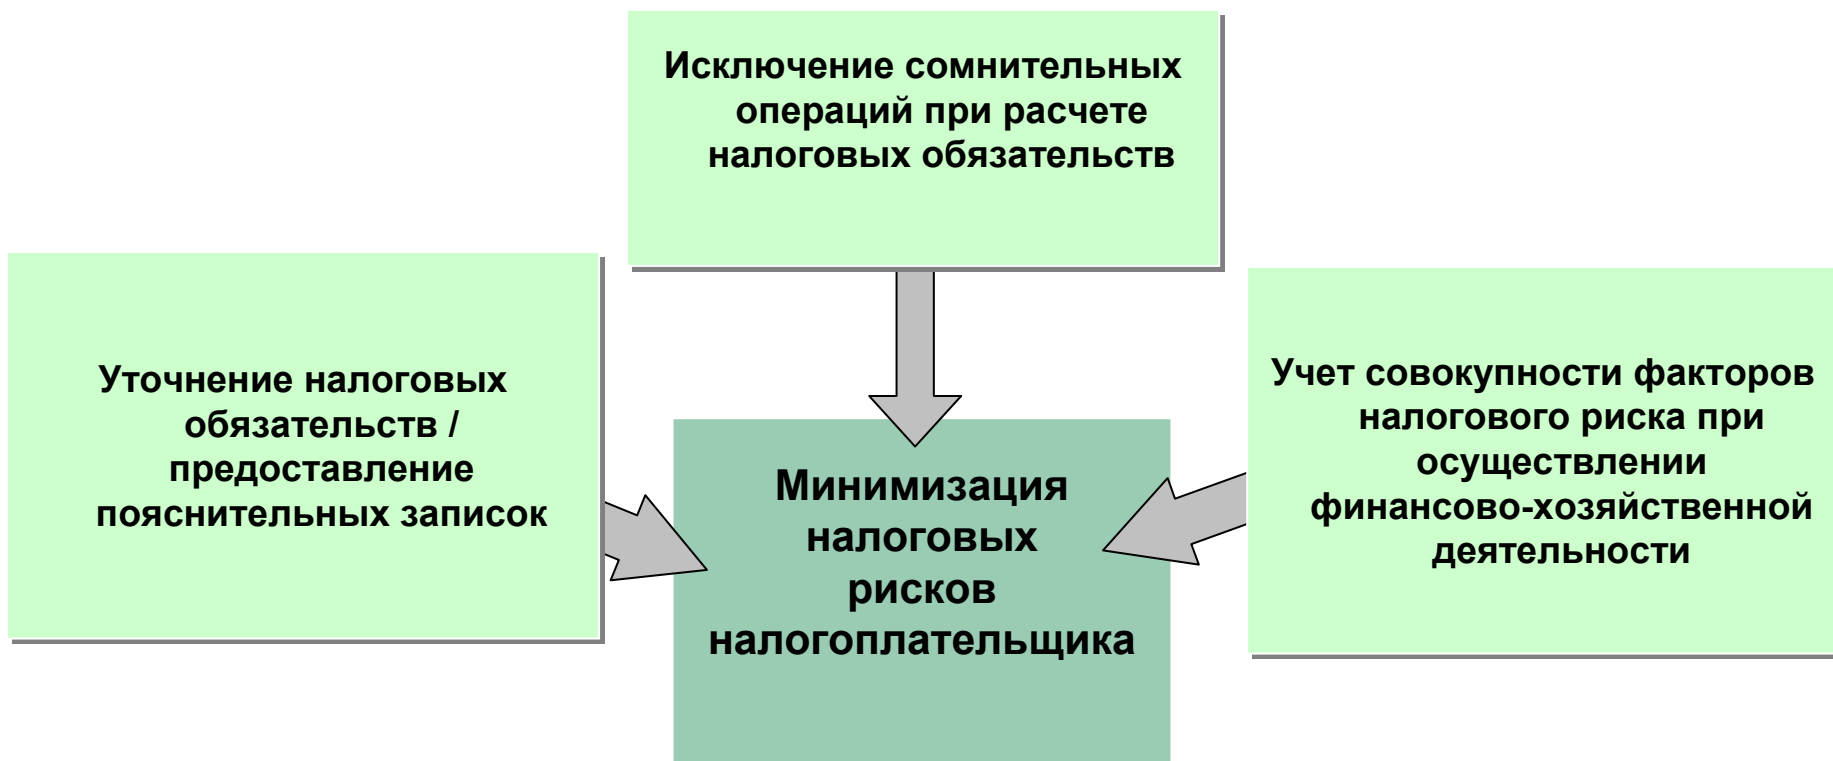 Исключение сомнительных
операций при расчете
налоговых обязательств
Уточнение налоговых
обязательств /
предоставление
пояснительных записок
Учет совокупности факторов
налогового риска при
осуществлении
финансово-хозяйственной
деятельности
Минимизация
налоговых
рисков
налогоплательщика